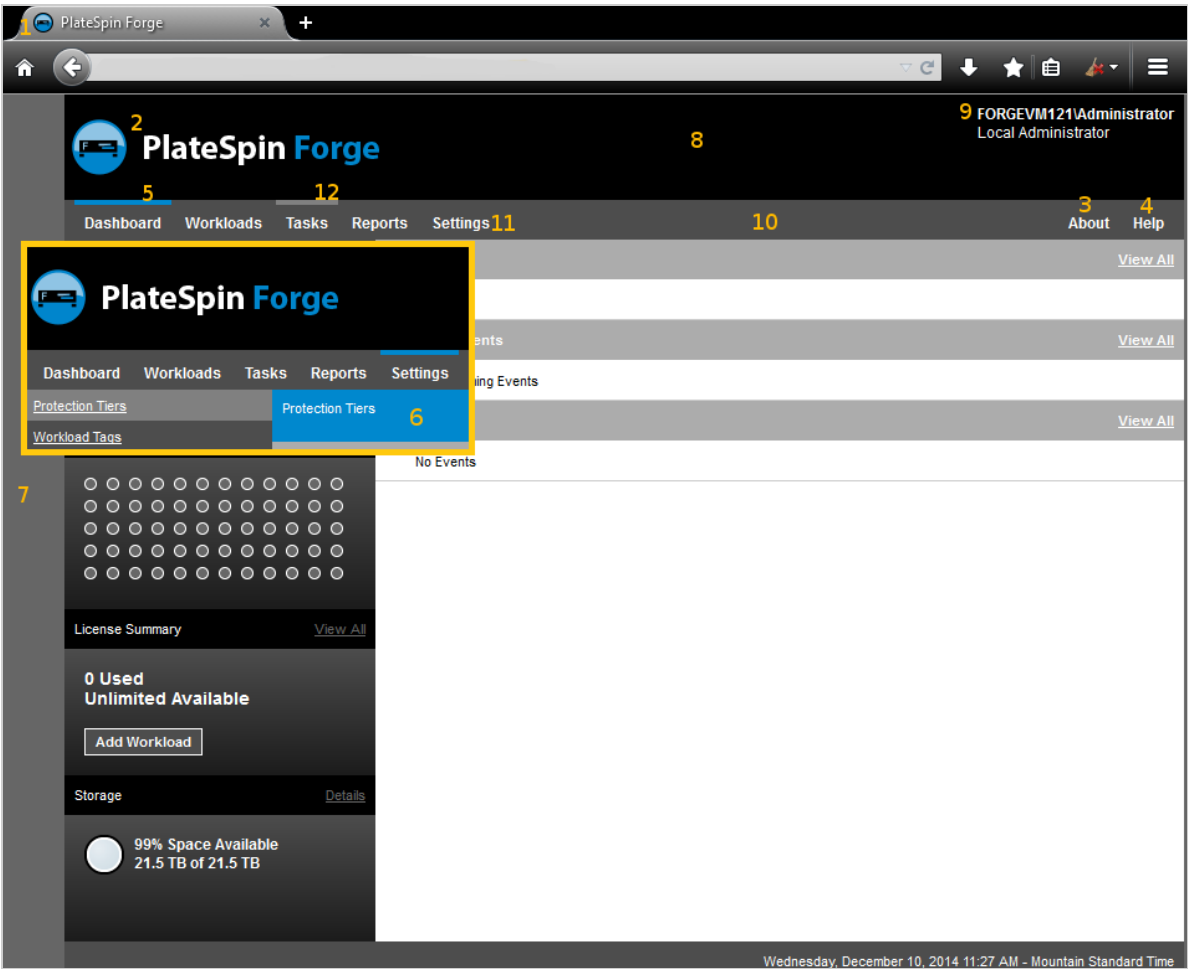 1 PlateSpin Forge × +
2
PlateSpin Forge
8
9 FORGEVM121\Administrator
Local Administrator
5 12 3 4
Dashboard Workloads Tasks Reports Settings 11 10 About Help
View All
PlateSpin Forge
ents View All
Dashboard Workloads Tasks Reports Settings
ing Events
Protection Tiers
Protection Tiers 6
View All
Workload Tags
No Events
7
License Summary View All
0 Used
Unlimited Available
Add Workload
Storage Details
99% Space Available
21.5 TB of 21.5 TB
Wednesday, December 10, 2014 11:27 AM - Mountain Standard Time